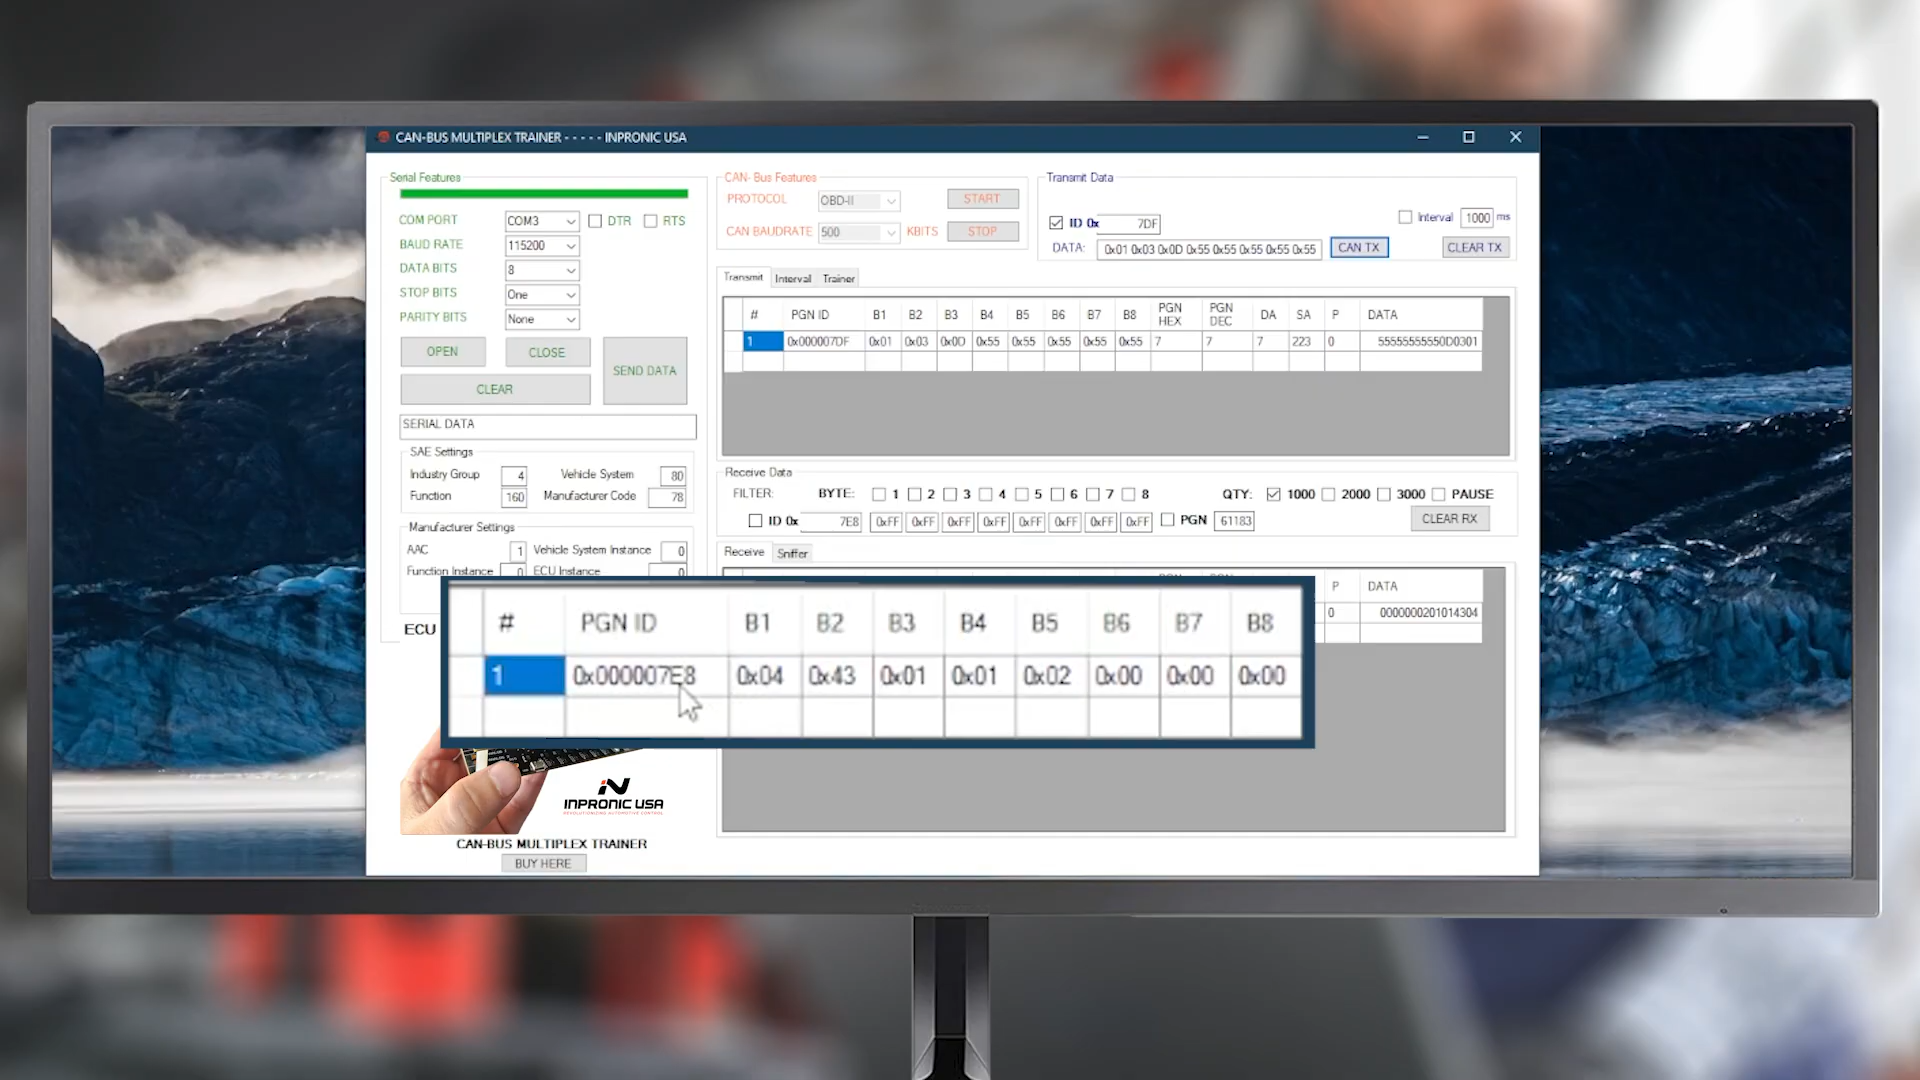 CAN-BUS MULTIPLEX TRAINER - - - - - INPRONIC USA
Serial Features
COM PORT COM3 DTR RTS
BAUD RATE 115200
DATA BITS 8
STOP BITS One
PARITY BITS None
OPEN CLOSE SEND DATA
CLEAR
SERIAL DATA
SAE Settings
Industry Group 4 Vehicle System 80
Function 160 Manufacturer Code 78
Manufacturer Settings
AAC 1 Vehicle System Instance 0
Function Instance 0 ECU Instance 0
ECU
CAN- Bus Features
PROTOCOL OBD-II START
CAN BAUDRATE 500 KBITS STOP
Transmit Data
ID 0x 7DF Interval 1000 ms
DATA: 0x01 0x03 0x0D 0x55 0x55 0x55 0x55 0x55 CAN TX CLEAR TX
Transmit Interval Trainer
# PGN ID B1 B2 B3 B4 B5 B6 B7 B8 PGN HEX PGN DEC DA SA P DATA
1 0x000007DF 0x01 0x03 0x0D 0x55 0x55 0x55 0x55 0x55 7 7 7 223 0 55555555550D0301
Receive Data
FILTER: BYTE: 1 2 3 4 5 6 7 8 QTY: 1000 2000 3000 PAUSE
ID 0x 7E8 0xFF 0xFF 0xFF 0xFF 0xFF 0xFF 0xFF 0xFF PGN 61183 CLEAR RX
Receive Sniffer
P DATA
0 0000000201014304
# PGN ID B1 B2 B3 B4 B5 B6 B7 B8
1 0x000007E8 0x04 0x43 0x01 0x01 0x02 0x00 0x00 0x00
INPRONIC USA
REVOLUTIONIZING AUTOMOTIVE CONTROL
CAN-BUS MULTIPLEX TRAINER
BUY HERE